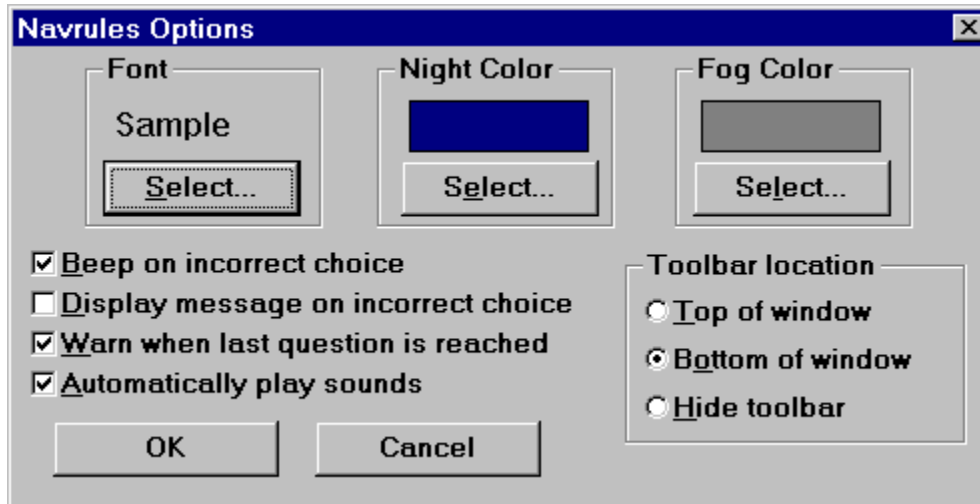 Navrules Options
Font
Night Color
Fog Color
Sample
Select...
Select...
Select...
Beep on incorrect choice
Display message on incorrect choice
Warn when last question is reached
Automatically play sounds
Toolbar location
Top of window
Bottom of window
Hide toolbar
OK
Cancel